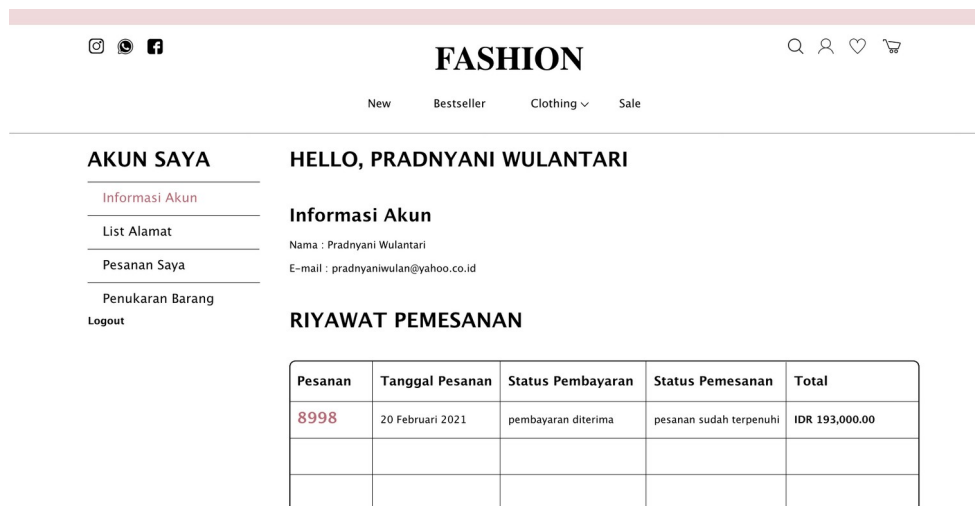 FASHION
New Bestseller Clothing Sale
AKUN SAYA
Informasi Akun
List Alamat
Pesanan Saya
Penukaran Barang
Logout
HELLO, PRADNYANI WULANTARI
Informasi Akun
Nama : Pradnyani Wulantari
E-mail : pradnyaniwulan@yahoo.co.id
RIYAWAT PEMESANAN
Pesanan Tanggal Pesanan Status Pembayaran Status Pemesanan Total
8998 20 Februari 2021 pembayaran diterima pesanan sudah terpenuhi IDR 193,000.00